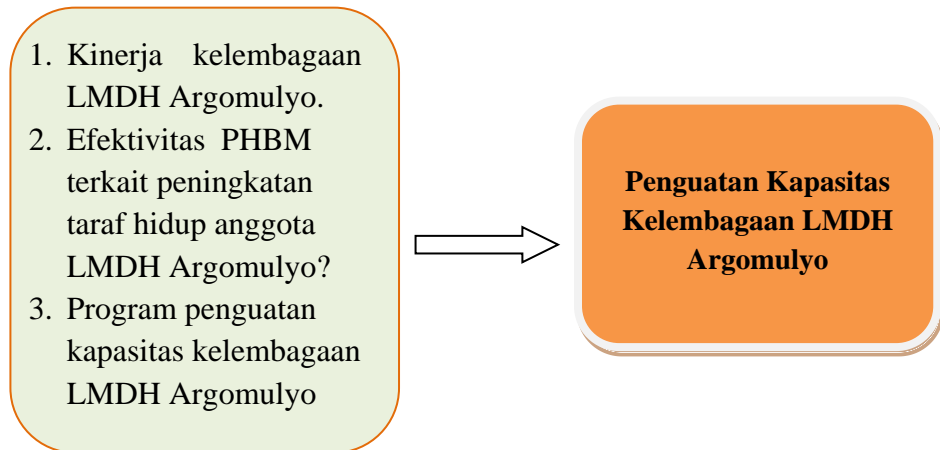 1. Kinerja kelembagaan
LMDH Argomulyo.
2. Efektivitas PHBM
terkait peningkatan
taraf hidup anggota
LMDH Argomulyo?
3. Program penguatan
kapasitas kelembagaan
LMDH Argomulyo
Penguatan Kapasitas
Kelembagaan LMDH
Argomulyo